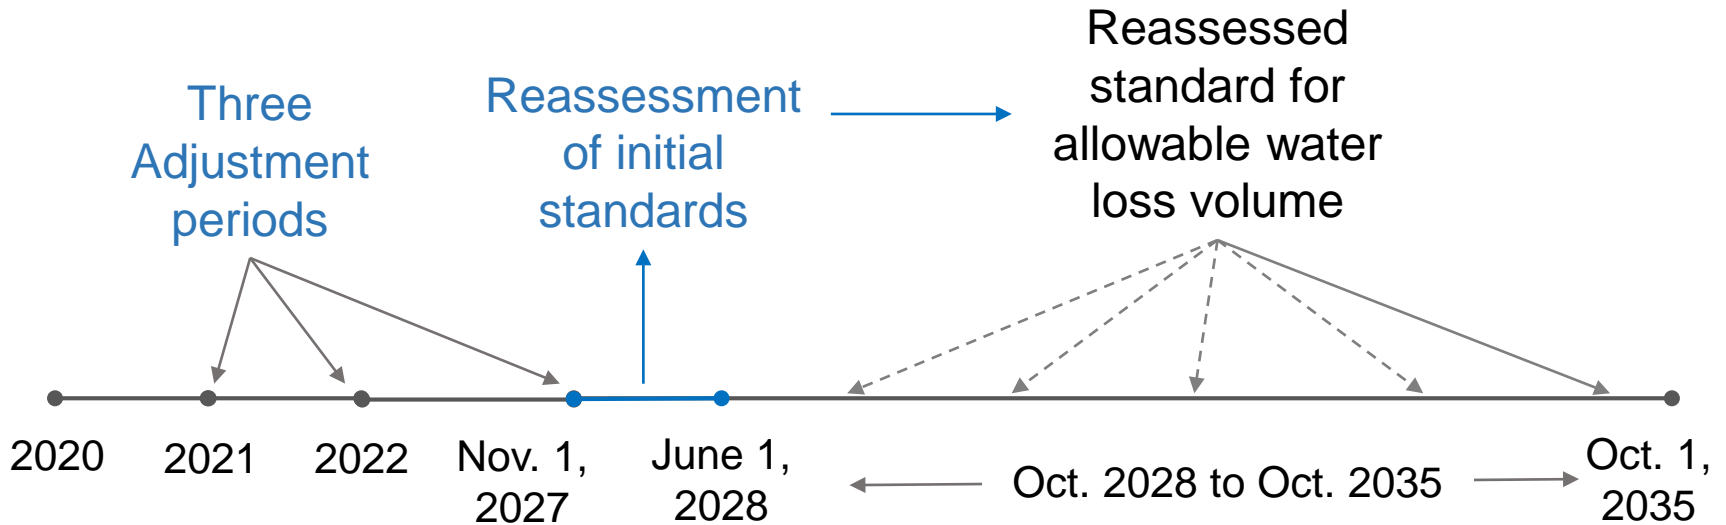 Three
Adjustment
periods
Reassessment
of initial
standards
Reassessed
standard for
allowable water
loss volume
2020
2021
2022
Nov. 1,
2027
June 1,
2028
Oct. 2028 to Oct. 2035
Oct. 1,
2035